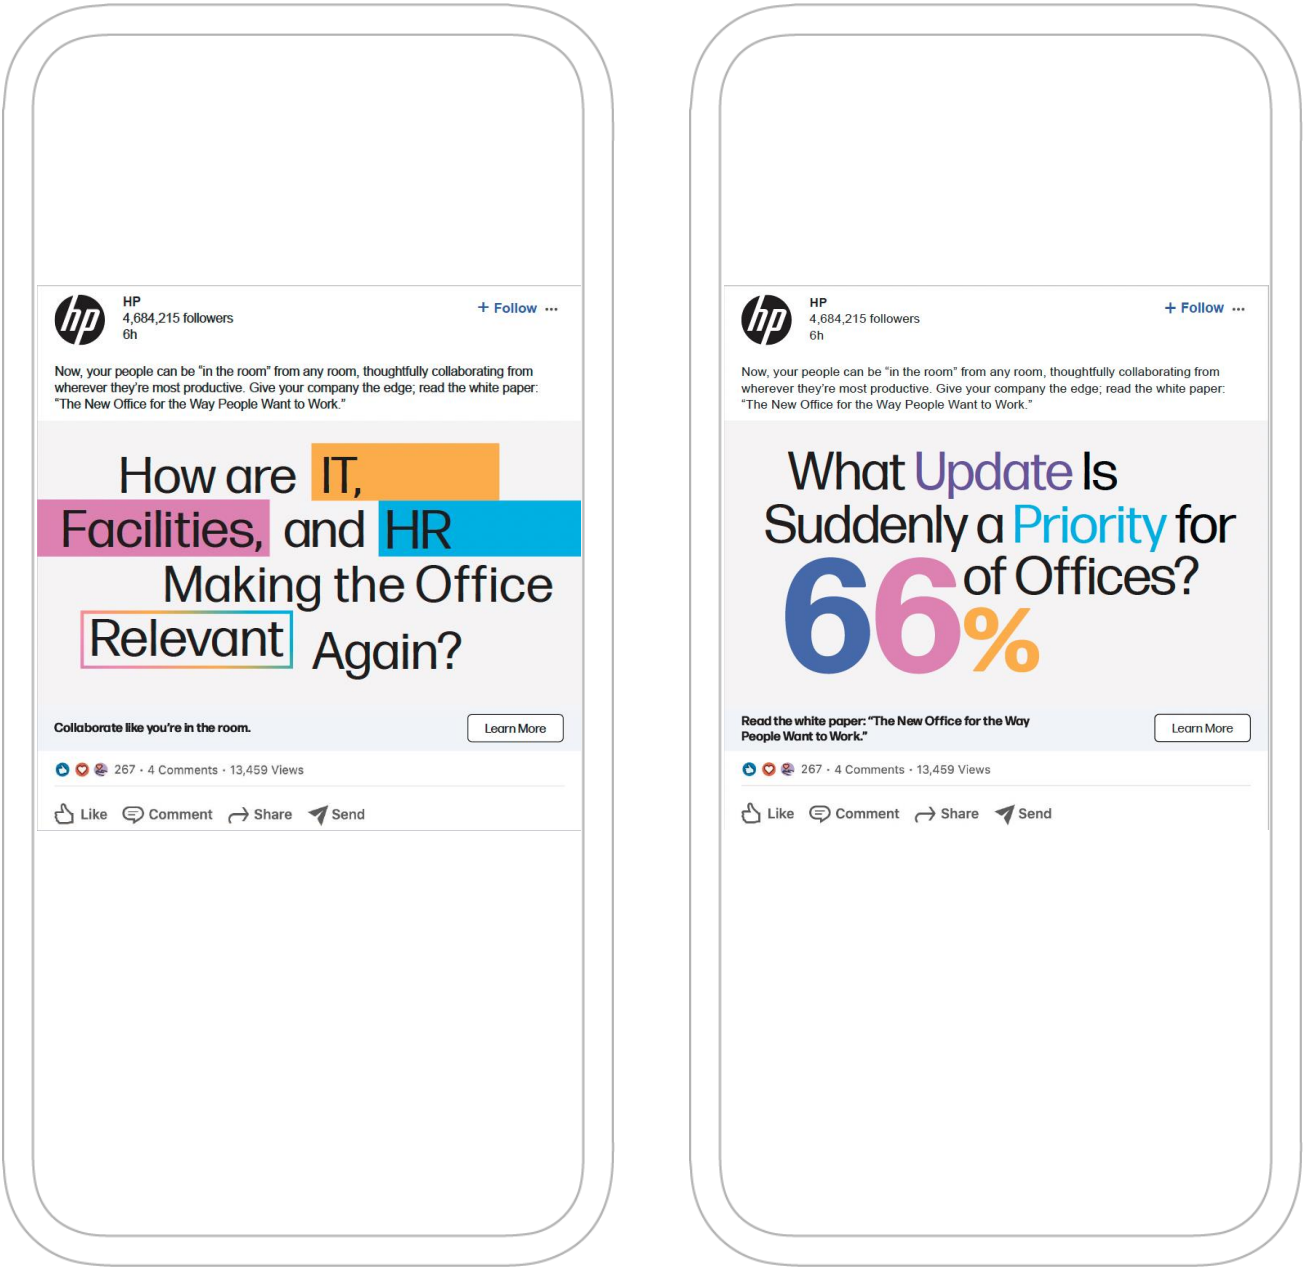 hp
HP
4,684,215 followers
6h
+ Follow ...
Now, your people can be “in the room” from any room, thoughtfully collaborating from
wherever they're most productive. Give your company the edge; read the white paper:
“The New Office for the Way People Want to Work.”
How are IT,
Facilities, and HR
Making the Office
Relevant Again?
Collaborate like you're in the room.
Learn More
267 · 4 Comments · 13,459 Views
Like Comment Share Send
hp
HP
4,684,215 followers
6h
+ Follow ...
Now, your people can be “in the room” from any room, thoughtfully collaborating from
wherever they're most productive. Give your company the edge; read the white paper:
“The New Office for the Way People Want to Work.”
What Update Is
Suddenly a Priority for
66% of Offices?
Read the white paper: “The New Office for the Way
People Want to Work.”
Learn More
267 · 4 Comments · 13,459 Views
Like Comment Share Send